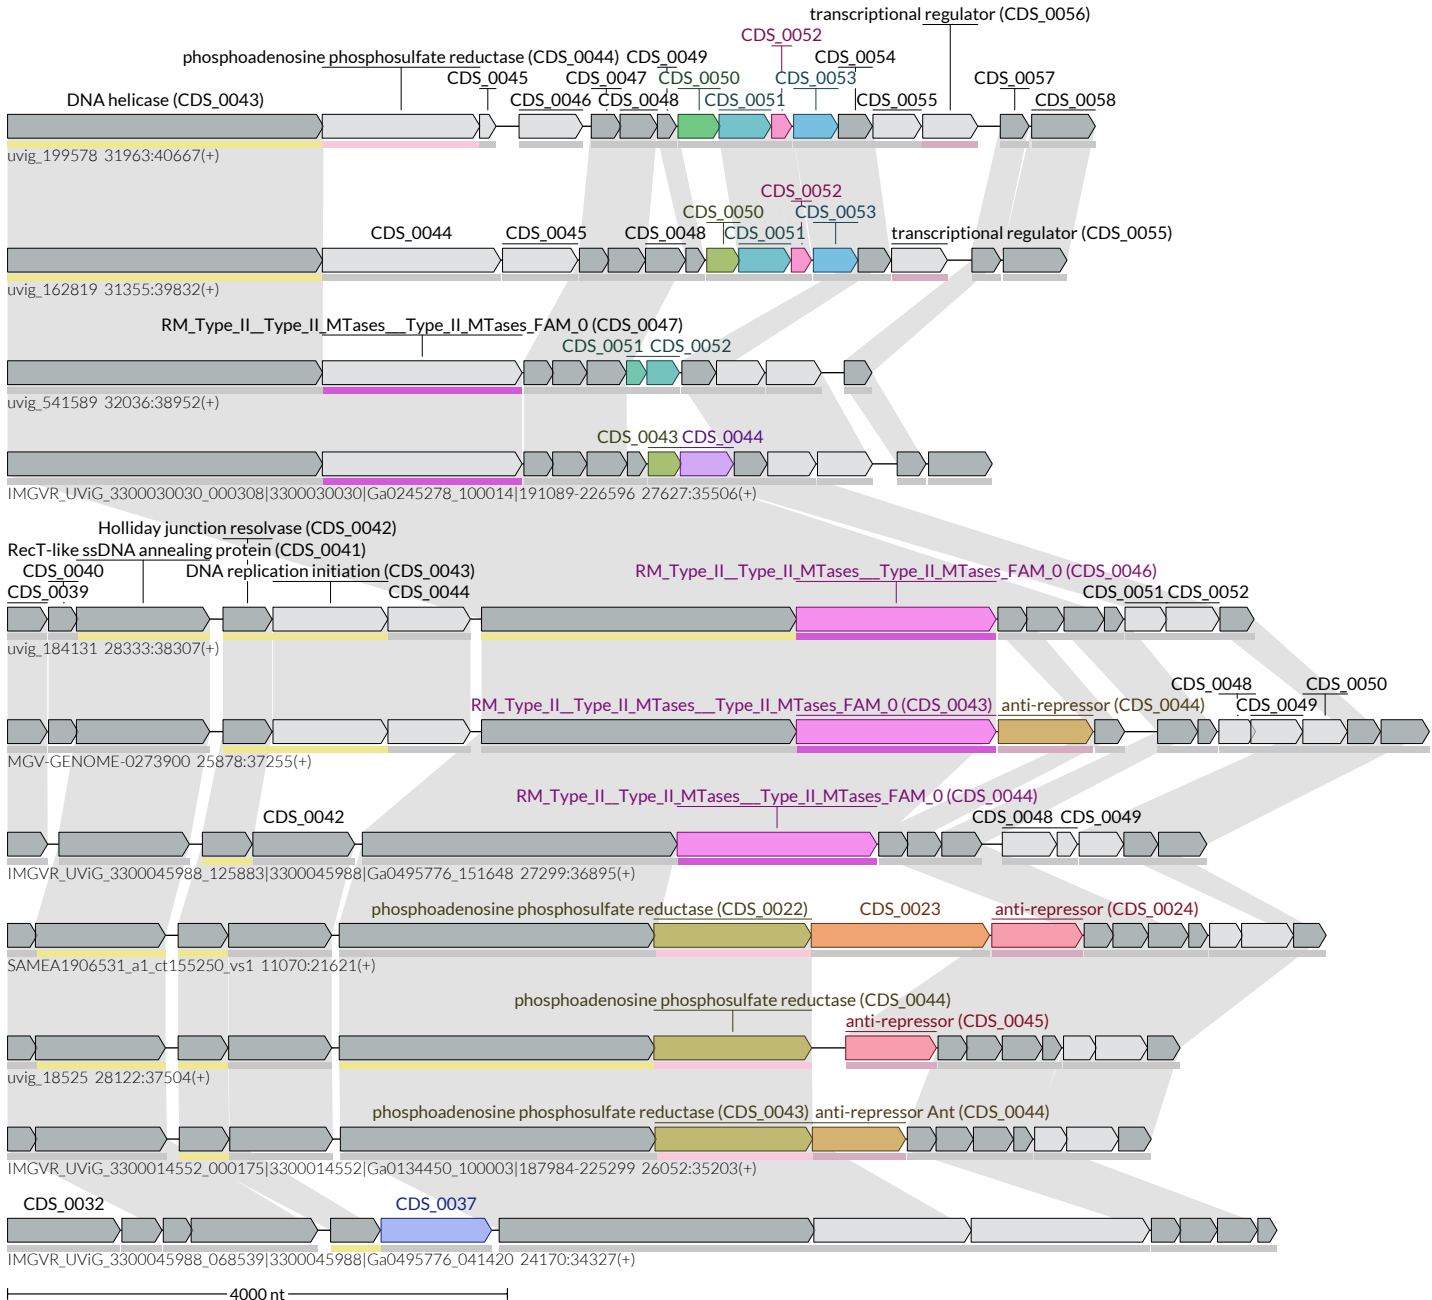 transcriptional regulator (CDS_0056)
CDS_0052
phosphoadenosine phosphosulfate reductase (CDS_0044) CDS_0049 CDS_0054
CDS_0045 CDS_0047 CDS_0050 CDS_0053 CDS_0057
DNA helicase (CDS_0043) CDS_0046 CDS_0048 CDS_0051 CDS_0055 CDS_0058
uvig_199578 31963:40667(+)
CDS_0052
CDS_0050 CDS_0053
CDS_0044 CDS_0045 CDS_0048 CDS_0051 transcriptional regulator (CDS_0055)
uvig_162819 31355:39832(+)
RM_Type_II__Type_II_MTases___Type_II_MTases_FAM_0 (CDS_0047)
CDS_0051 CDS_0052
uvig_541589 32036:38952(+)
CDS_0043 CDS_0044
IMGVR_UViG_3300030030_000308|3300030030|Ga0245278_100014|191089-226596 27627:35506(+)
Holliday junction resolvase (CDS_0042)
RecT-like ssDNA annealing protein (CDS_0041)
CDS_0040 DNA replication initiation (CDS_0043) RM_Type_II__Type_II_MTases___Type_II_MTases_FAM_0 (CDS_0046)
CDS_0039 CDS_0044 CDS_0051 CDS_0052
uvig_184131 28333:38307(+)
CDS_0048 CDS_0050
RM_Type_II__Type_II_MTases___Type_II_MTases_FAM_0 (CDS_0043) anti-repressor (CDS_0044) CDS_0049
MGV-GENOME-0273900 25878:37255(+)
RM_Type_II__Type_II_MTases___Type_II_MTases_FAM_0 (CDS_0044)
CDS_0042 CDS_0048 CDS_0049
IMGVR_UViG_3300045988_125883|3300045988|Ga0495776_151648 27299:36895(+)
phosphoadenosine phosphosulfate reductase (CDS_0022) CDS_0023 anti-repressor (CDS_0024)
SAMEA1906531_a1_ct155250_vs1 11070:21621(+)
phosphoadenosine phosphosulfate reductase (CDS_0044)
anti-repressor (CDS_0045)
uvig_18525 28122:37504(+)
phosphoadenosine phosphosulfate reductase (CDS_0043) anti-repressor Ant (CDS_0044)
IMGVR_UViG_3300014552_000175|3300014552|Ga0134450_100003|187984-225299 26052:35203(+)
CDS_0032 CDS_0037
IMGVR_UViG_3300045988_068539|3300045988|Ga0495776_041420 24170:34327(+)
4000 nt